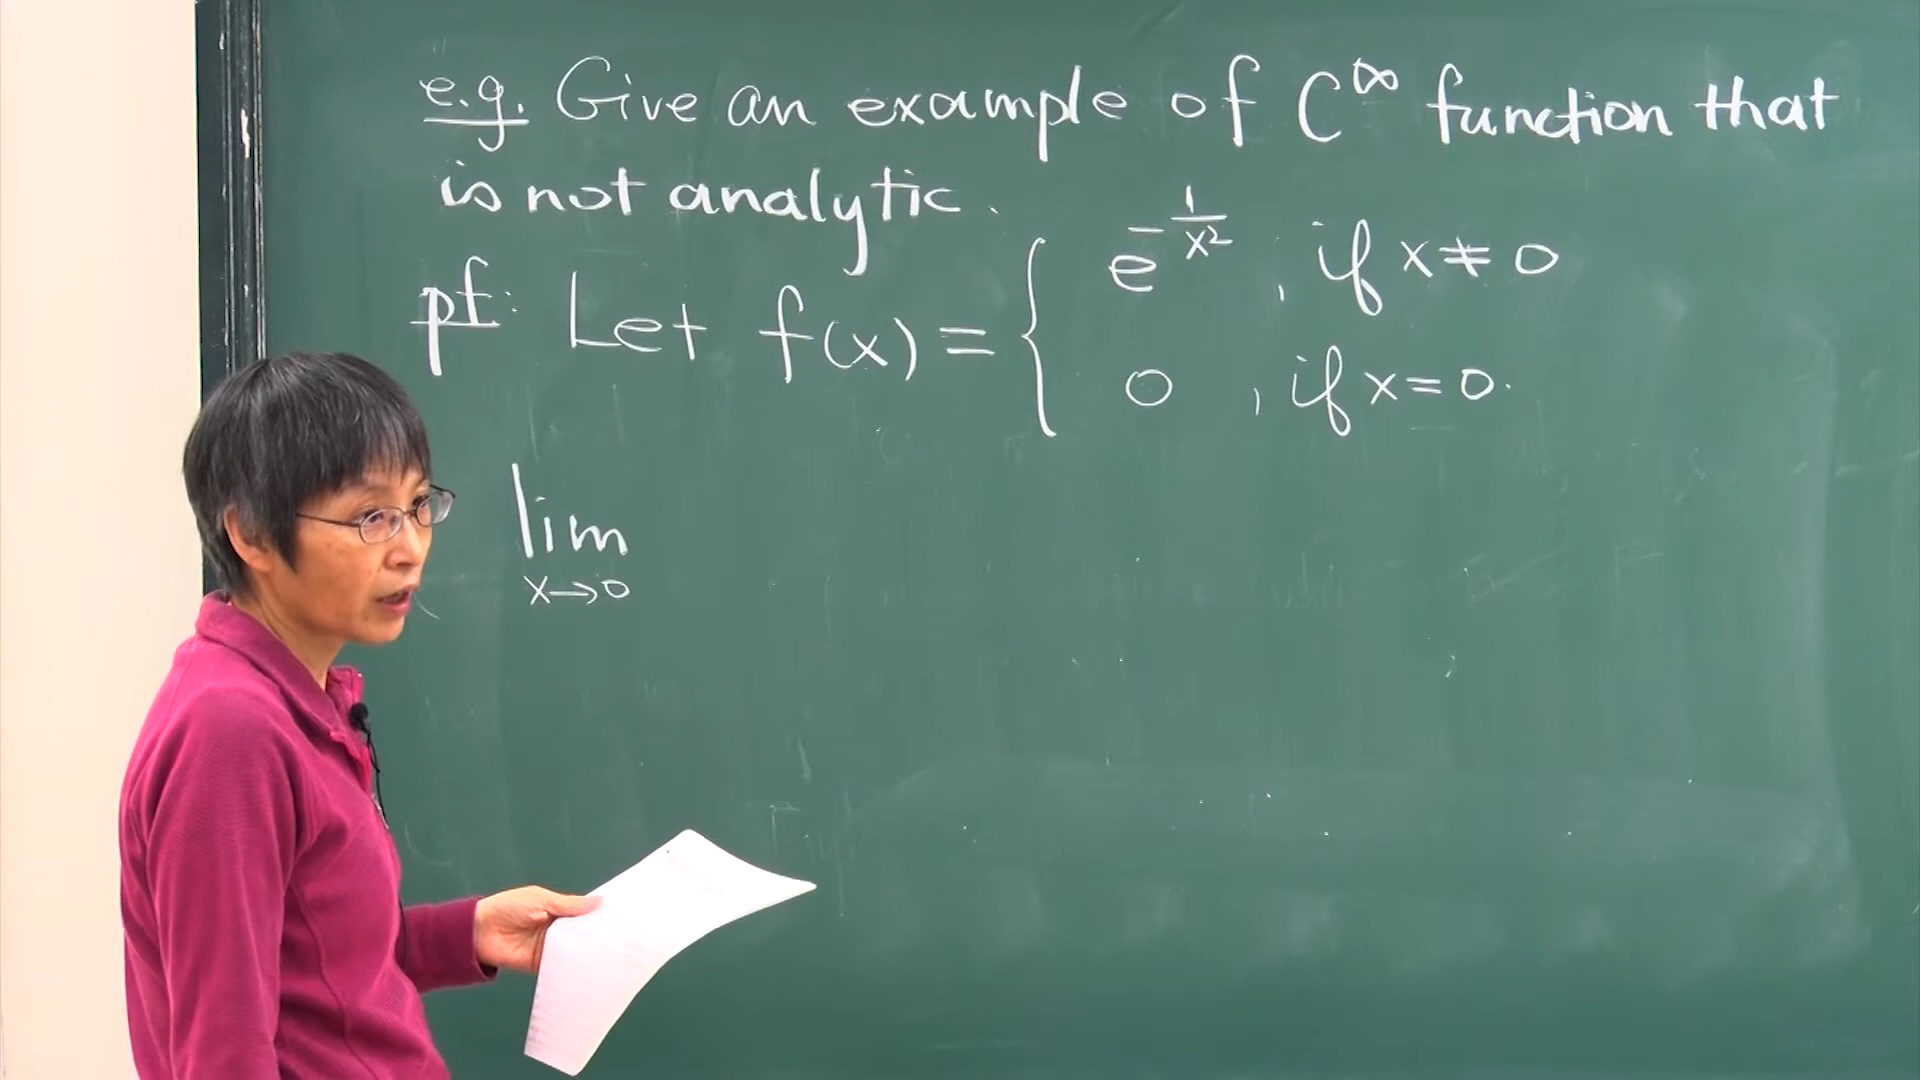 e.g. Give an example of C^∞ function that
is not analytic.
pf: Let f(x) = { e^{-1/x²}, if x ≠ 0
0, if x = 0.
lim
x→0